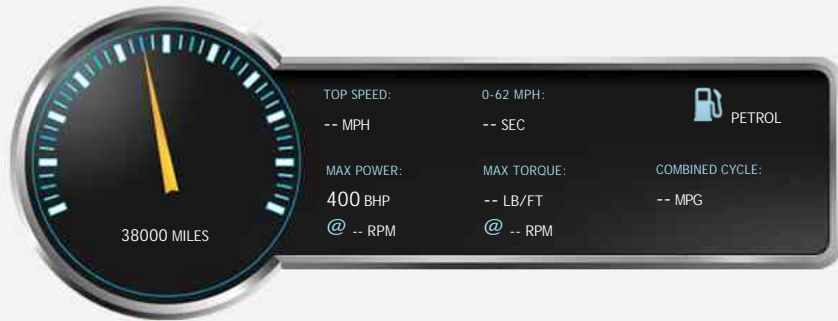 TOP SPEED:
-- MPH
0-62 MPH:
-- SEC
PETROL
MAX POWER:
400 BHP
@ -- RPM
MAX TORQUE:
-- LB/FT
@ -- RPM
COMBINED CYCLE:
-- MPG
38000 MILES